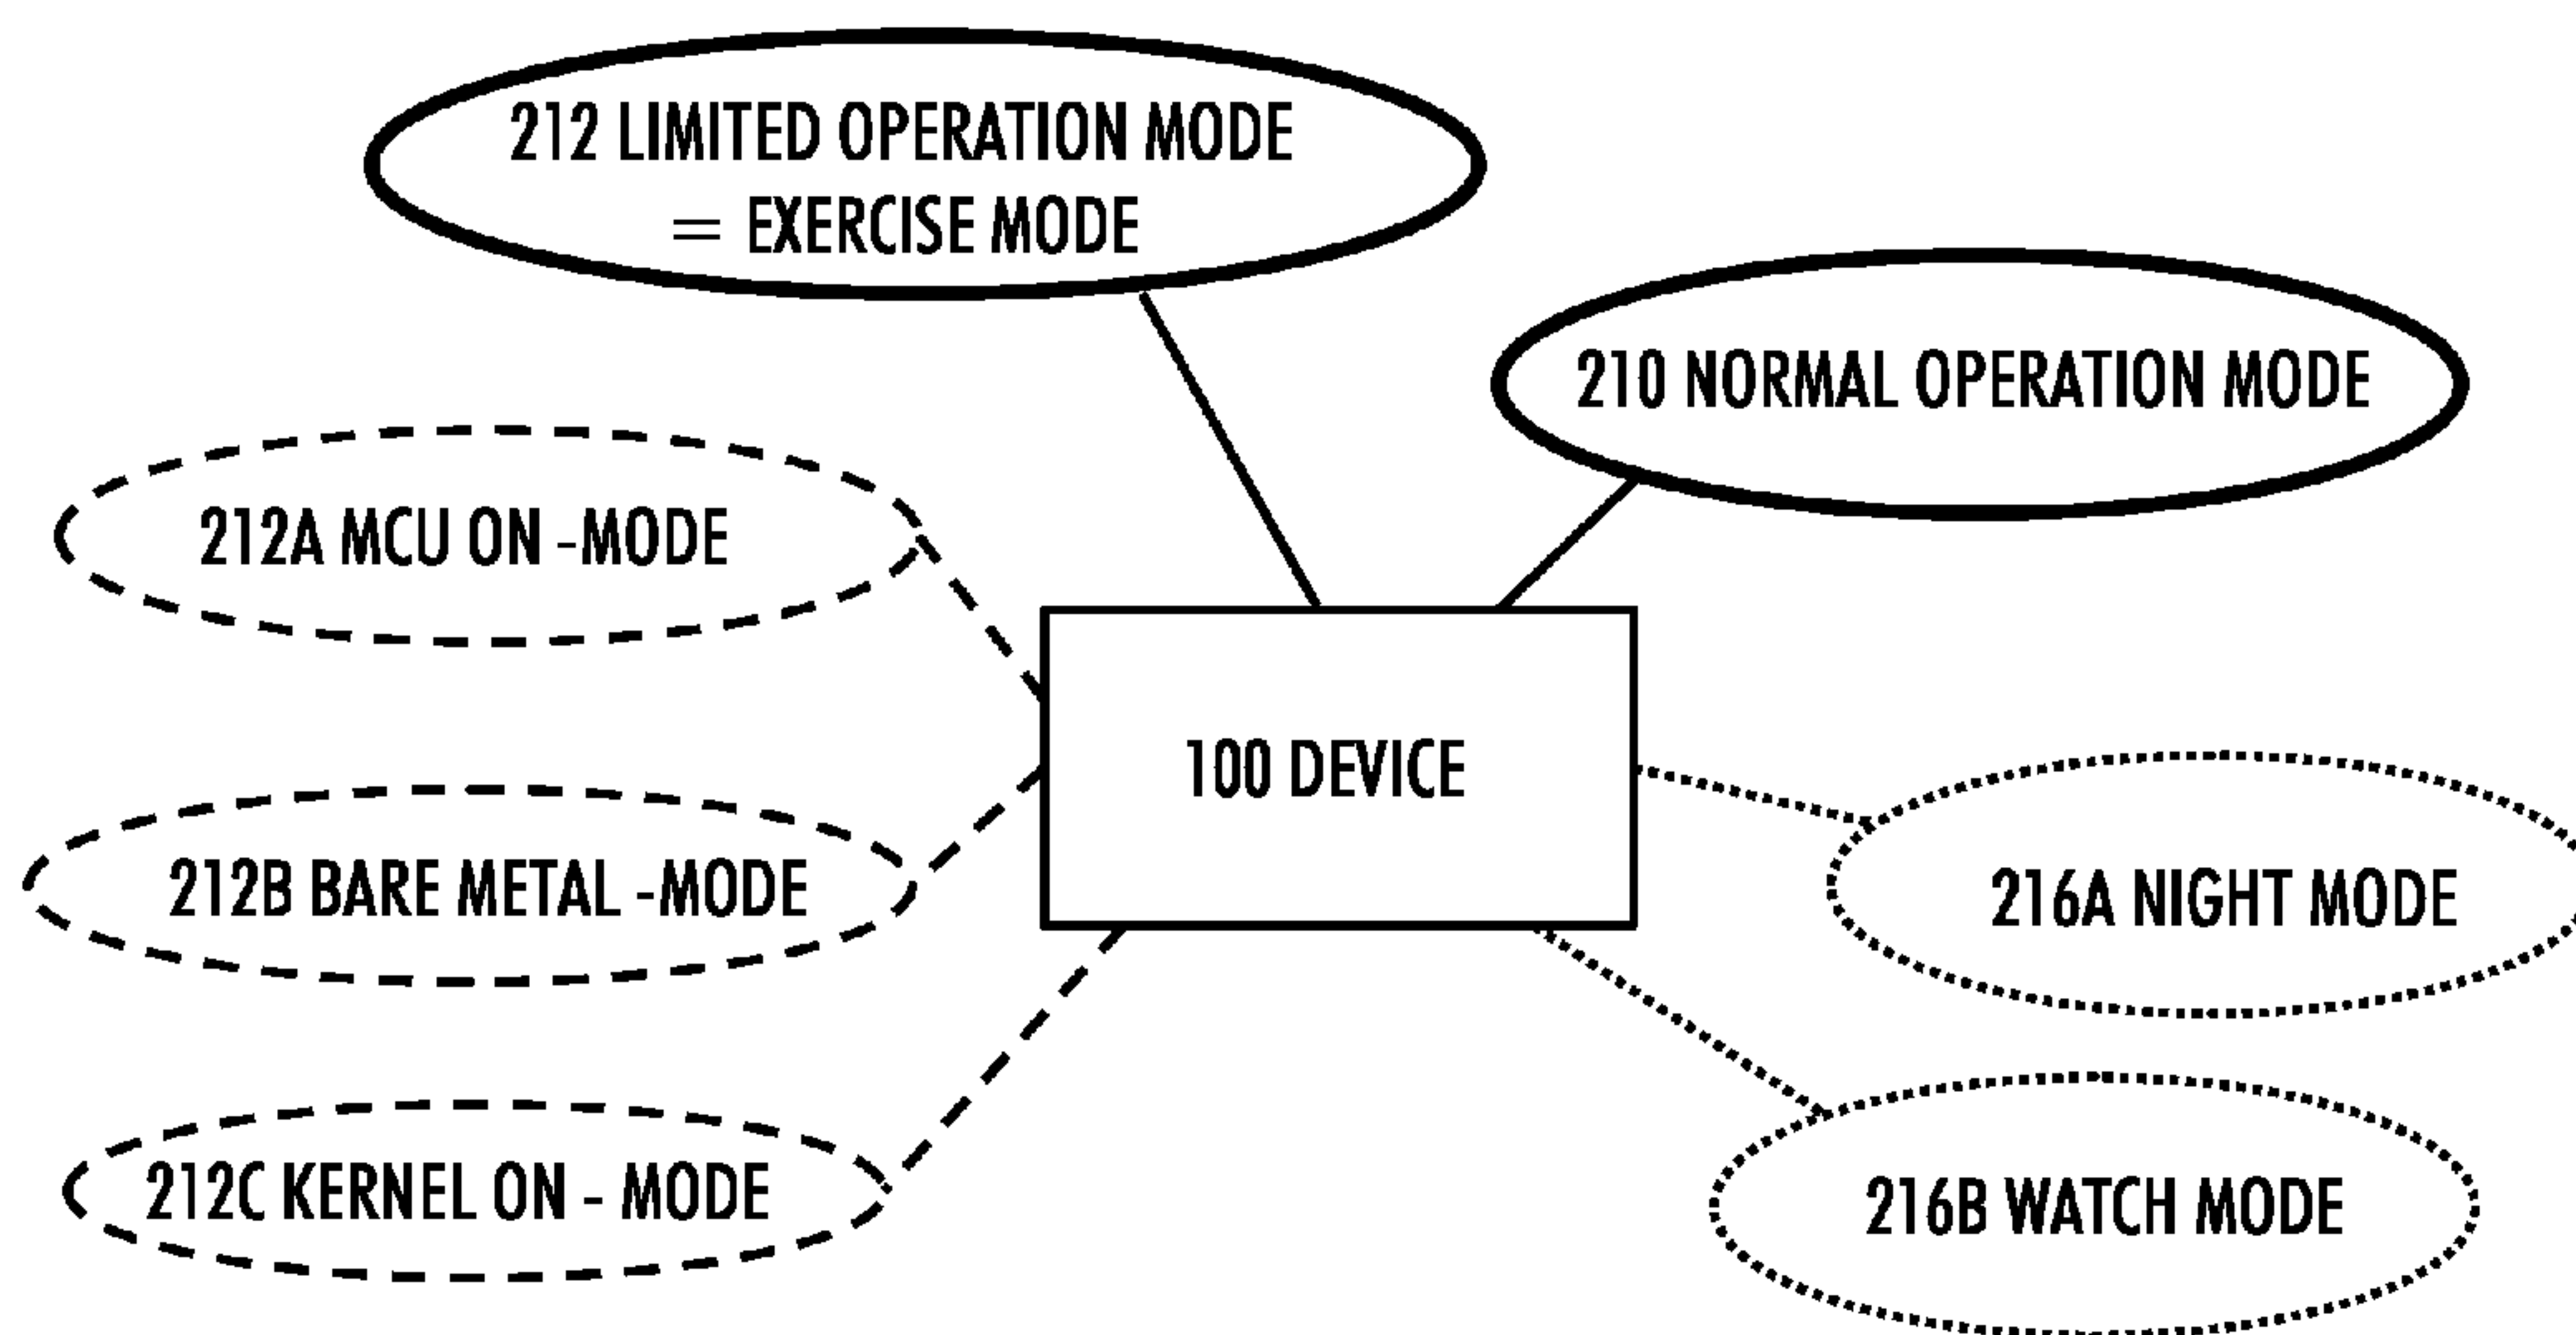 212 LIMITED OPERATION MODE
= EXERCISE MODE
210 NORMAL OPERATION MODE
212A MCU ON -MODE
100 DEVICE
212B BARE METAL -MODE
216A NIGHT MODE
212C KERNEL ON - MODE
216B WATCH MODE